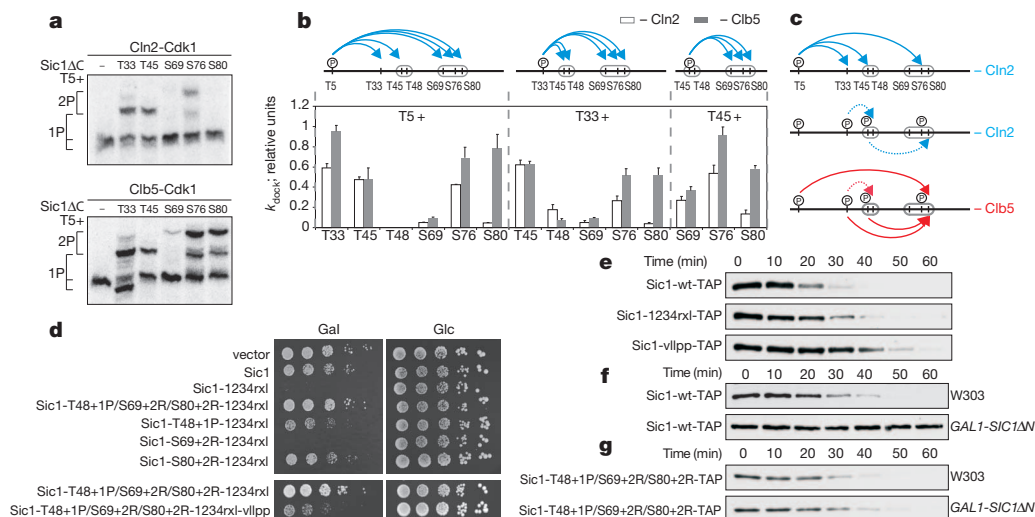 a
Cln2-Cdk1
Sic1ΔC – T33 T45 S69 S76 S80
T5+
2P
1P
Clb5-Cdk1
Sic1ΔC – T33 T45 S69 S76 S80
T5+
2P
1P
b
– Cln2 – Clb5
P P P
T5 T33 T45 T48 S69 S76 S80 T33 T45 T48 S69 S76 S80 T45 T48 S69 S76 S80
k dock; relative units
1.2
1
0.8
0.6
0.4
0.2
0
T5 + T33 + T45 +
T33 T45 T48 S69 S76 S80 T45 T48 S69 S76 S80 S69 S76 S80
c
P
– Cln2
T5 T33 T45 T48 S69 S76 S80
P P P P
– Cln2
P P P P
– Clb5
d
Gal Glc
vector
Sic1
Sic1-1234rxl
Sic1-T48+1P/S69+2R/S80+2R-1234rxl
Sic1-T48+1P-1234rxl
Sic1-S69+2R-1234rxl
Sic1-S80+2R-1234rxl
Sic1-T48+1P/S69+2R/S80+2R-1234rxl
Sic1-T48+1P/S69+2R/S80+2R-1234rxl-vllpp
e
Time (min) 0 10 20 30 40 50 60
Sic1-wt-TAP
Sic1-1234rxl-TAP
Sic1-vllpp-TAP
f
Time (min) 0 10 20 30 40 50 60
Sic1-wt-TAP W303
Sic1-wt-TAP GAL1-SIC1ΔN
g
Time (min) 0 10 20 30 40 50 60
Sic1-T48+1P/S69+2R/S80+2R-TAP W303
Sic1-T48+1P/S69+2R/S80+2R-TAP GAL1-SIC1ΔN